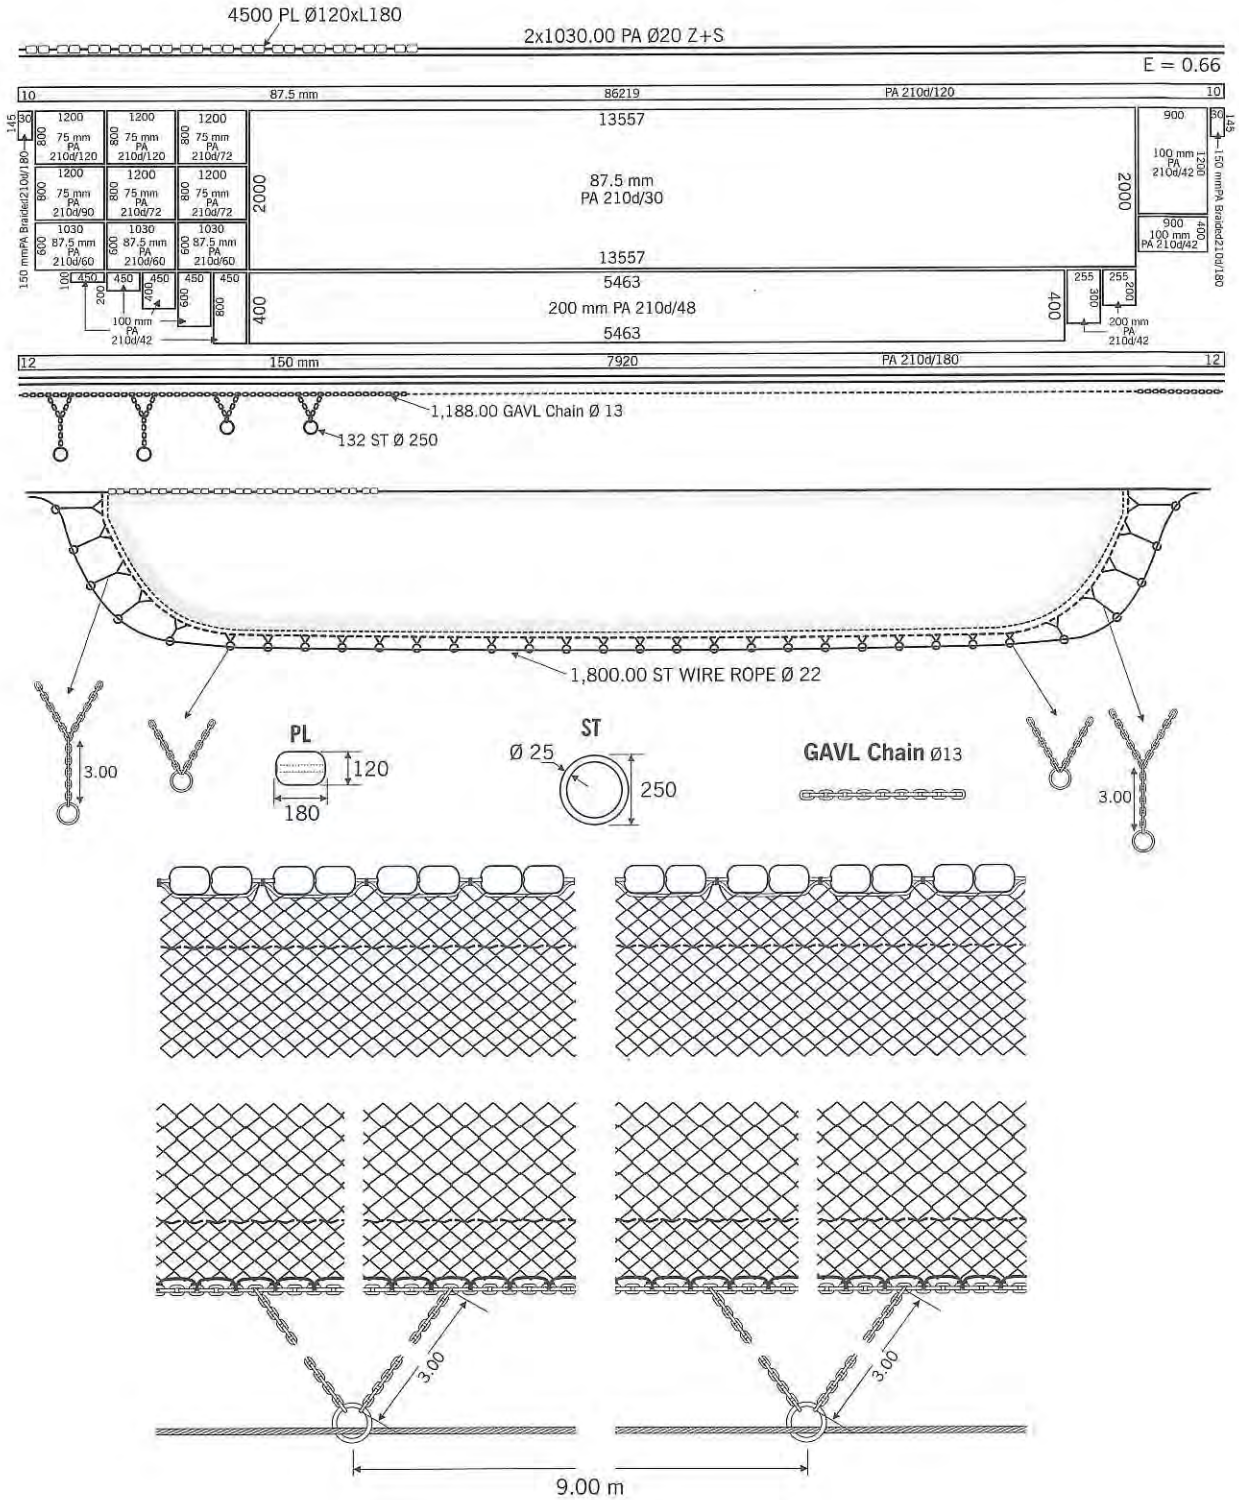 4500 PL Ø120xL180
2x1030.00 PA Ø20 Z+S
E = 0.66
10 87.5 mm 86219 PA 210d/120 10
145 30 1200 1200 1200 13557 900 30 145
800 75 mm 800 75 mm 800 75 mm
PA PA PA
210d/120 210d/120 210d/72
100 mm 1200
PA
210d/42
150 mmPA Braided210d/180
1200 1200 1200
800 75 mm 800 75 mm 800 75 mm
PA PA PA
210d/90 210d/72 210d/72
2000 87.5 mm 2000
PA 210d/30
150 mmPA Braided210d/180
1030 1030 1030
600 87.5 mm 600 87.5 mm 600 87.5 mm
PA PA PA
210d/60 210d/60 210d/60
900 400
100 mm
PA 210d/42
13557
100 450 450 450 450 450 5463 255 255
200 400 600 800 400 200 mm PA 210d/48 400 300 200
100 mm
PA
210d/42
5463
200 mm
PA
210d/42
12 150 mm 7920 PA 210d/180 12
1,188.00 GAVL Chain Ø 13
132 ST Ø 250
1,800.00 ST WIRE ROPE Ø 22
3.00
PL
120
180
ST
Ø 25
250
GAVL Chain Ø13
3.00
3.00
3.00
9.00 m